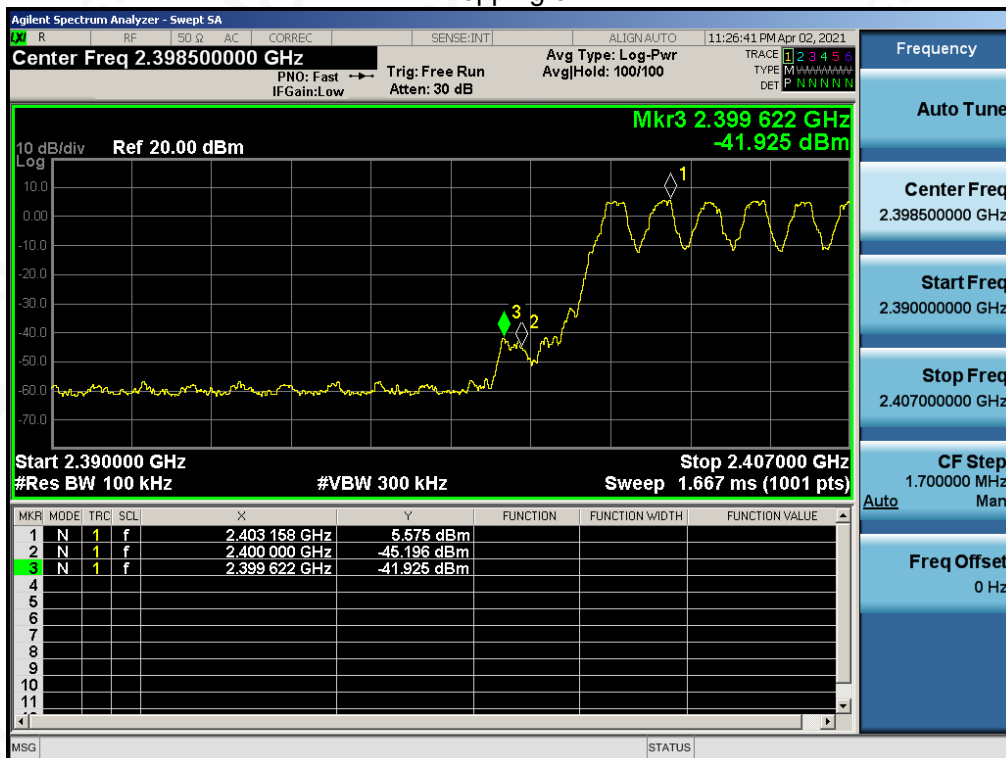 Agilent Spectrum Analyzer - Swept SA
LXI R RF 50 Ω AC CORREC SENSE:INT ALIGN AUTO 11:26:41 PM Apr 02, 2021
Center Freq 2.398500000 GHz
PNO: Fast
IFGain:Low
Trig: Free Run
Atten: 30 dB
Avg Type: Log-Pwr
Avg|Hold: 100/100
TRACE 1 2 3 4 5 6
TYPE M
DET P N N N N N
Mkr3 2.399 622 GHz
-41.925 dBm
10 dB/div Ref 20.00 dBm
Log
10.0
0.00
-10.0
-20.0
-30.0
-40.0
-50.0
-60.0
-70.0
1
3
2
Start 2.390000 GHz Stop 2.407000 GHz
#Res BW 100 kHz #VBW 300 kHz Sweep 1.667 ms (1001 pts)
MKR MODE TRC SCL X Y FUNCTION FUNCTION WIDTH FUNCTION VALUE
1 N 1 f 2.403 158 GHz 5.575 dBm
2 N 1 f 2.400 000 GHz -45.196 dBm
3 N 1 f 2.399 622 GHz -41.925 dBm
4
5
6
7
8
9
10
11
MSG STATUS
Frequency
Auto Tune
Center Freq
2.398500000 GHz
Start Freq
2.390000000 GHz
Stop Freq
2.407000000 GHz
CF Step
1.700000 MHz
Auto Man
Freq Offset
0 Hz